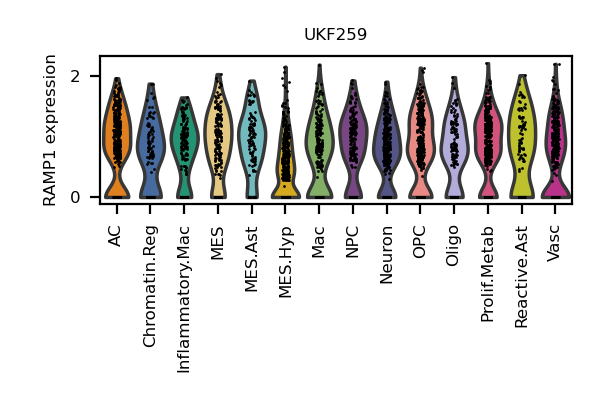 UKF259
RAMP1 expression
2
0
AC
Chromatin.Reg
Inflammatory.Mac
MES
MES.Ast
MES.Hyp
Mac
NPC
Neuron
OPC
Oligo
Prolif.Metab
Reactive.Ast
Vasc